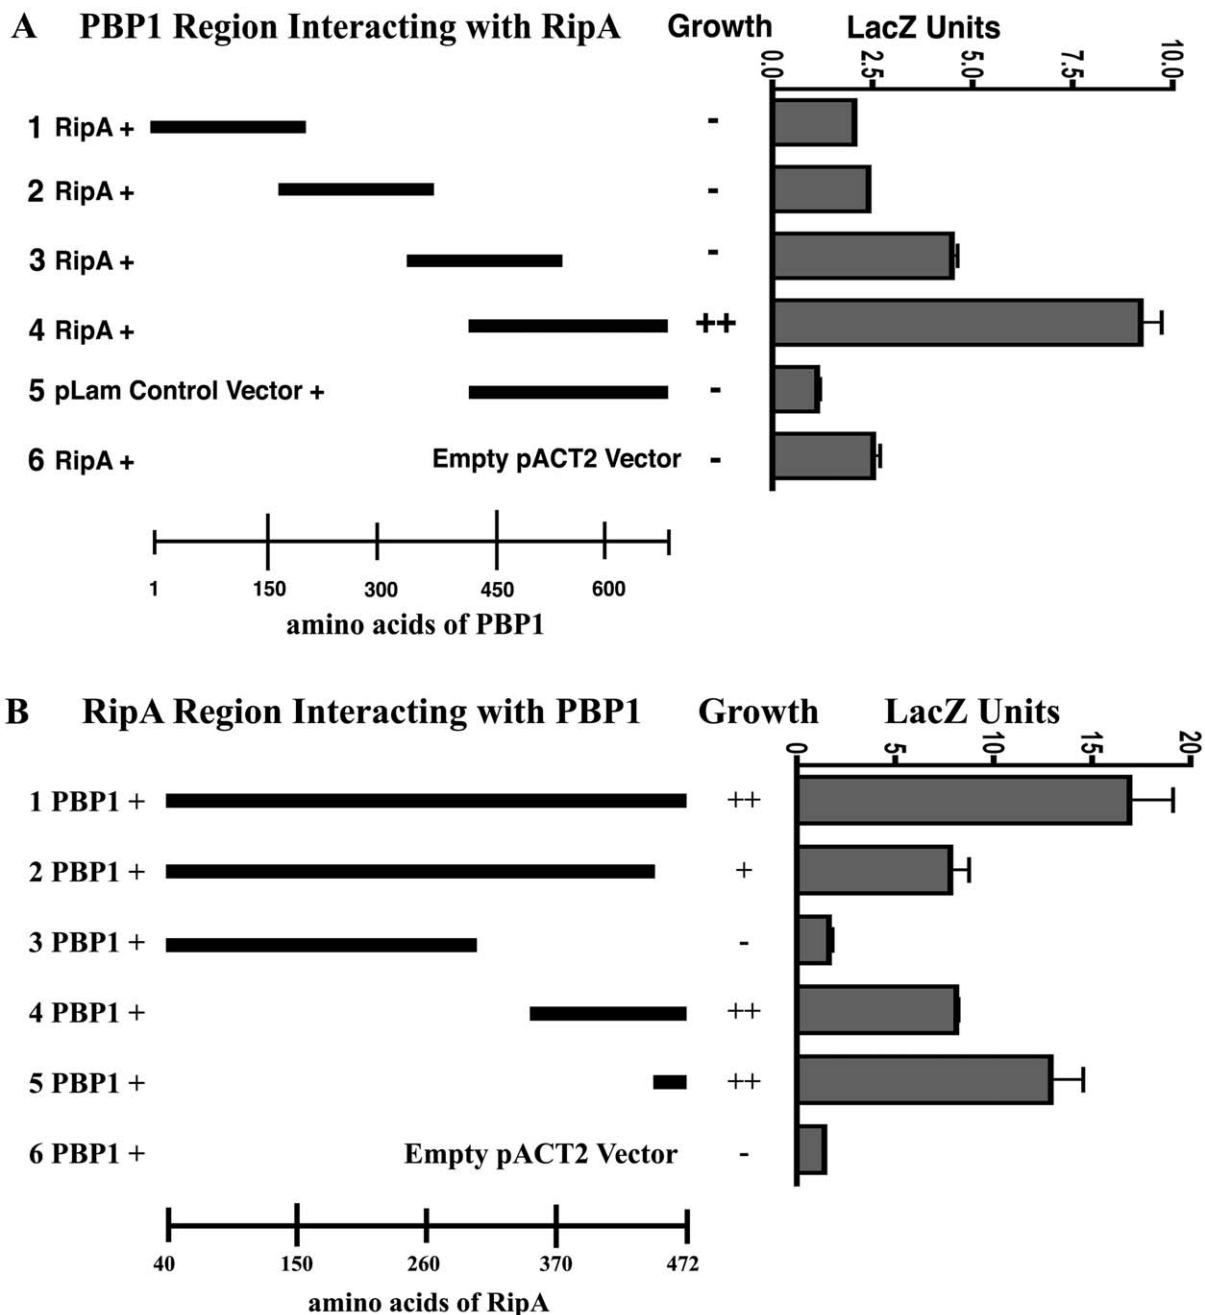 A PBP1 Region Interacting with RipA Growth LacZ Units
0.0 2.5 5.0 7.5 10.0
1 RipA + -
2 RipA + -
3 RipA + -
4 RipA + ++
5 pLam Control Vector + -
6 RipA + Empty pACT2 Vector -
1 150 300 450 600
amino acids of PBP1
B RipA Region Interacting with PBP1 Growth LacZ Units
0 5 10 15 20
1 PBP1 + ++
2 PBP1 + +
3 PBP1 + -
4 PBP1 + ++
5 PBP1 + ++
6 PBP1 + Empty pACT2 Vector -
40 150 260 370 472
amino acids of RipA